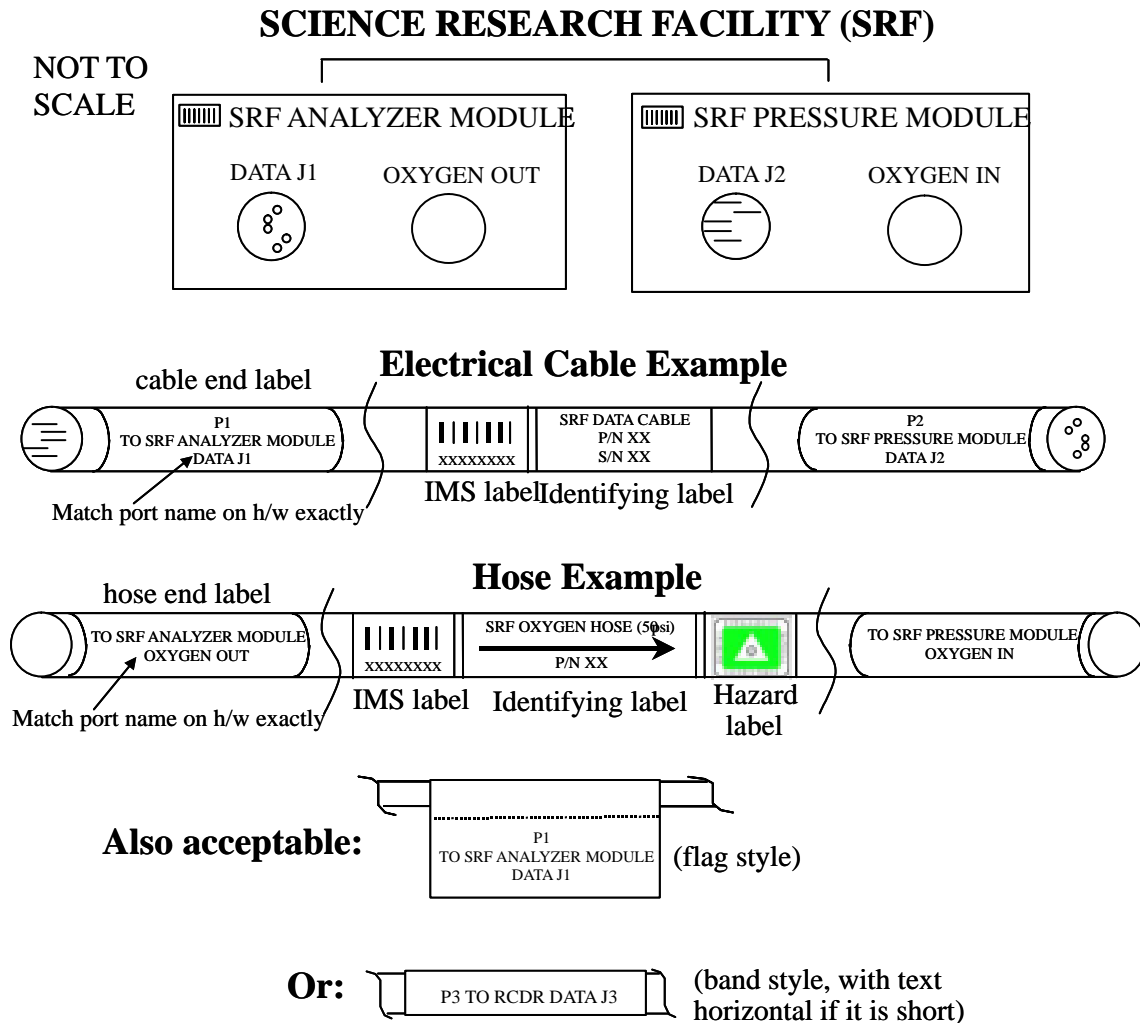 SCIENCE RESEARCH FACILITY (SRF)
NOT TO
SCALE
SRF ANALYZER MODULE
DATA J1
OXYGEN OUT
SRF PRESSURE MODULE
DATA J2
OXYGEN IN
Electrical Cable Example
cable end label
P1
TO SRF ANALYZER MODULE
DATA J1
XXXXXXXX
SRF DATA CABLE
P/N XX
S/N XX
P2
TO SRF PRESSURE MODULE
DATA J2
IMS label
Identifying label
Match port name on h/w exactly
Hose Example
hose end label
TO SRF ANALYZER MODULE
OXYGEN OUT
XXXXXXXX
SRF OXYGEN HOSE (50psi)
P/N XX
TO SRF PRESSURE MODULE
OXYGEN IN
IMS label
Identifying label
Hazard
label
Match port name on h/w exactly
Also acceptable:
P1
TO SRF ANALYZER MODULE
DATA J1
(flag style)
Or:
P3 TO RCDR DATA J3
(band style, with text
horizontal if it is short)